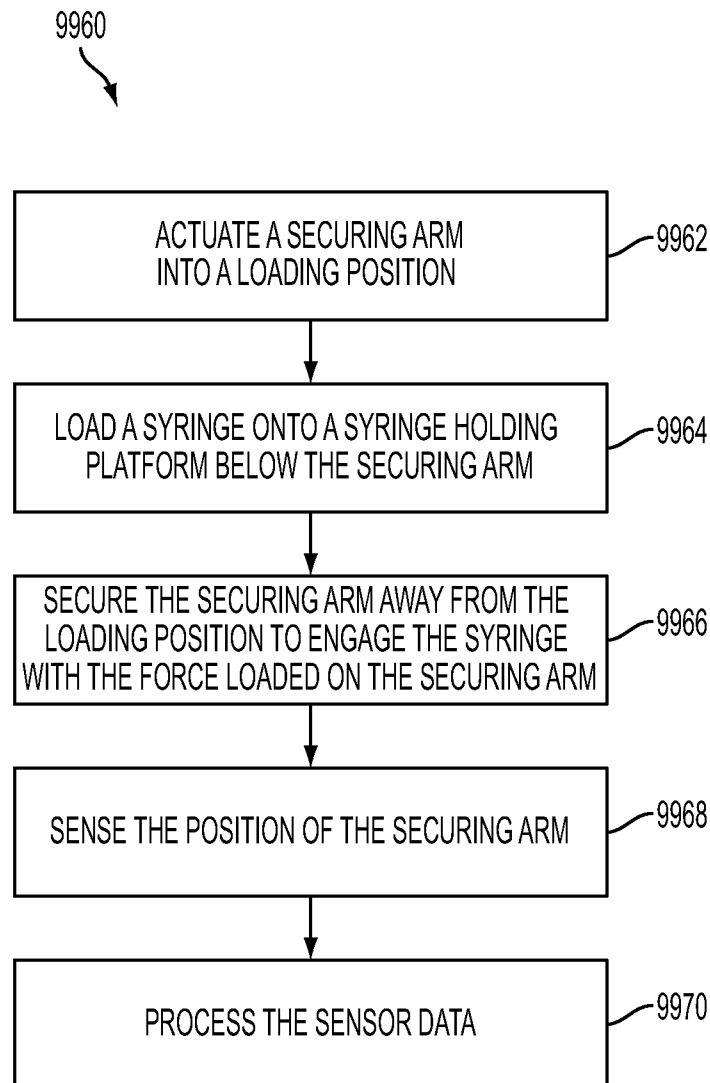 9960
ACTUATE A SECURING ARM
INTO A LOADING POSITION
9962
LOAD A SYRINGE ONTO A SYRINGE HOLDING
PLATFORM BELOW THE SECURING ARM
9964
SECURE THE SECURING ARM AWAY FROM THE
LOADING POSITION TO ENGAGE THE SYRINGE
WITH THE FORCE LOADED ON THE SECURING ARM
9966
SENSE THE POSITION OF THE SECURING ARM
9968
PROCESS THE SENSOR DATA
9970